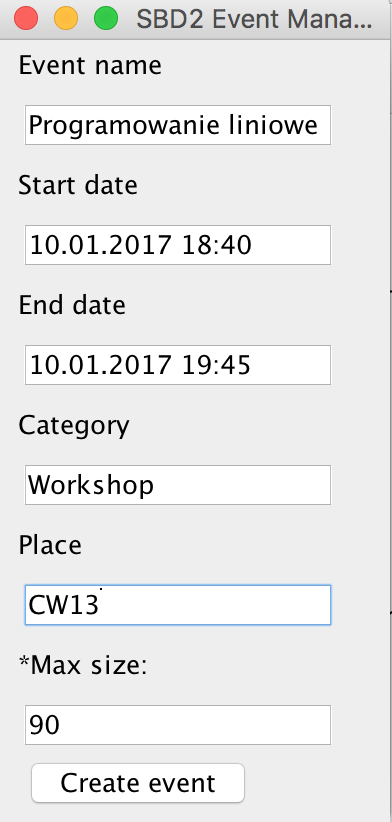 SBD2 Event Mana...
Event name
Programowanie liniowe
Start date
10.01.2017 18:40
End date
10.01.2017 19:45
Category
Workshop
Place
CW13
*Max size:
90
Create event